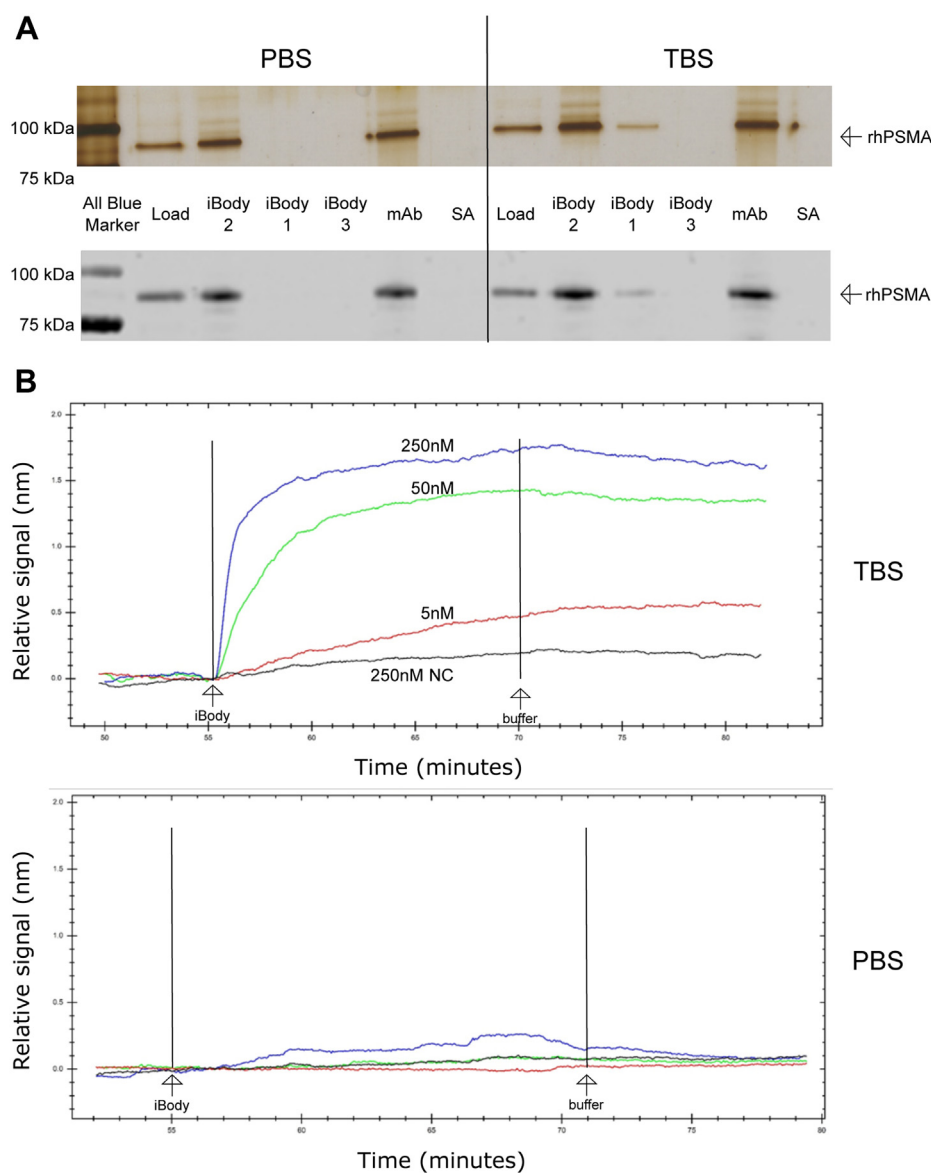 A
PBS
TBS
100 kDa
rhPSMA
75 kDa
All Blue Marker
Load
iBody 2
iBody 1
iBody 3
mAb
SA
Load
iBody 2
iBody 1
iBody 3
mAb
SA
100 kDa
rhPSMA
75 kDa
B
2.0
1.5
1.0
0.5
0.0
Relative signal (nm)
250nM
50nM
5nM
250nM NC
TBS
iBody
buffer
50
55
60
65
70
75
80
Time (minutes)
2.0
1.5
1.0
0.5
0.0
Relative signal (nm)
PBS
iBody
buffer
55
60
65
70
75
80
Time (minutes)